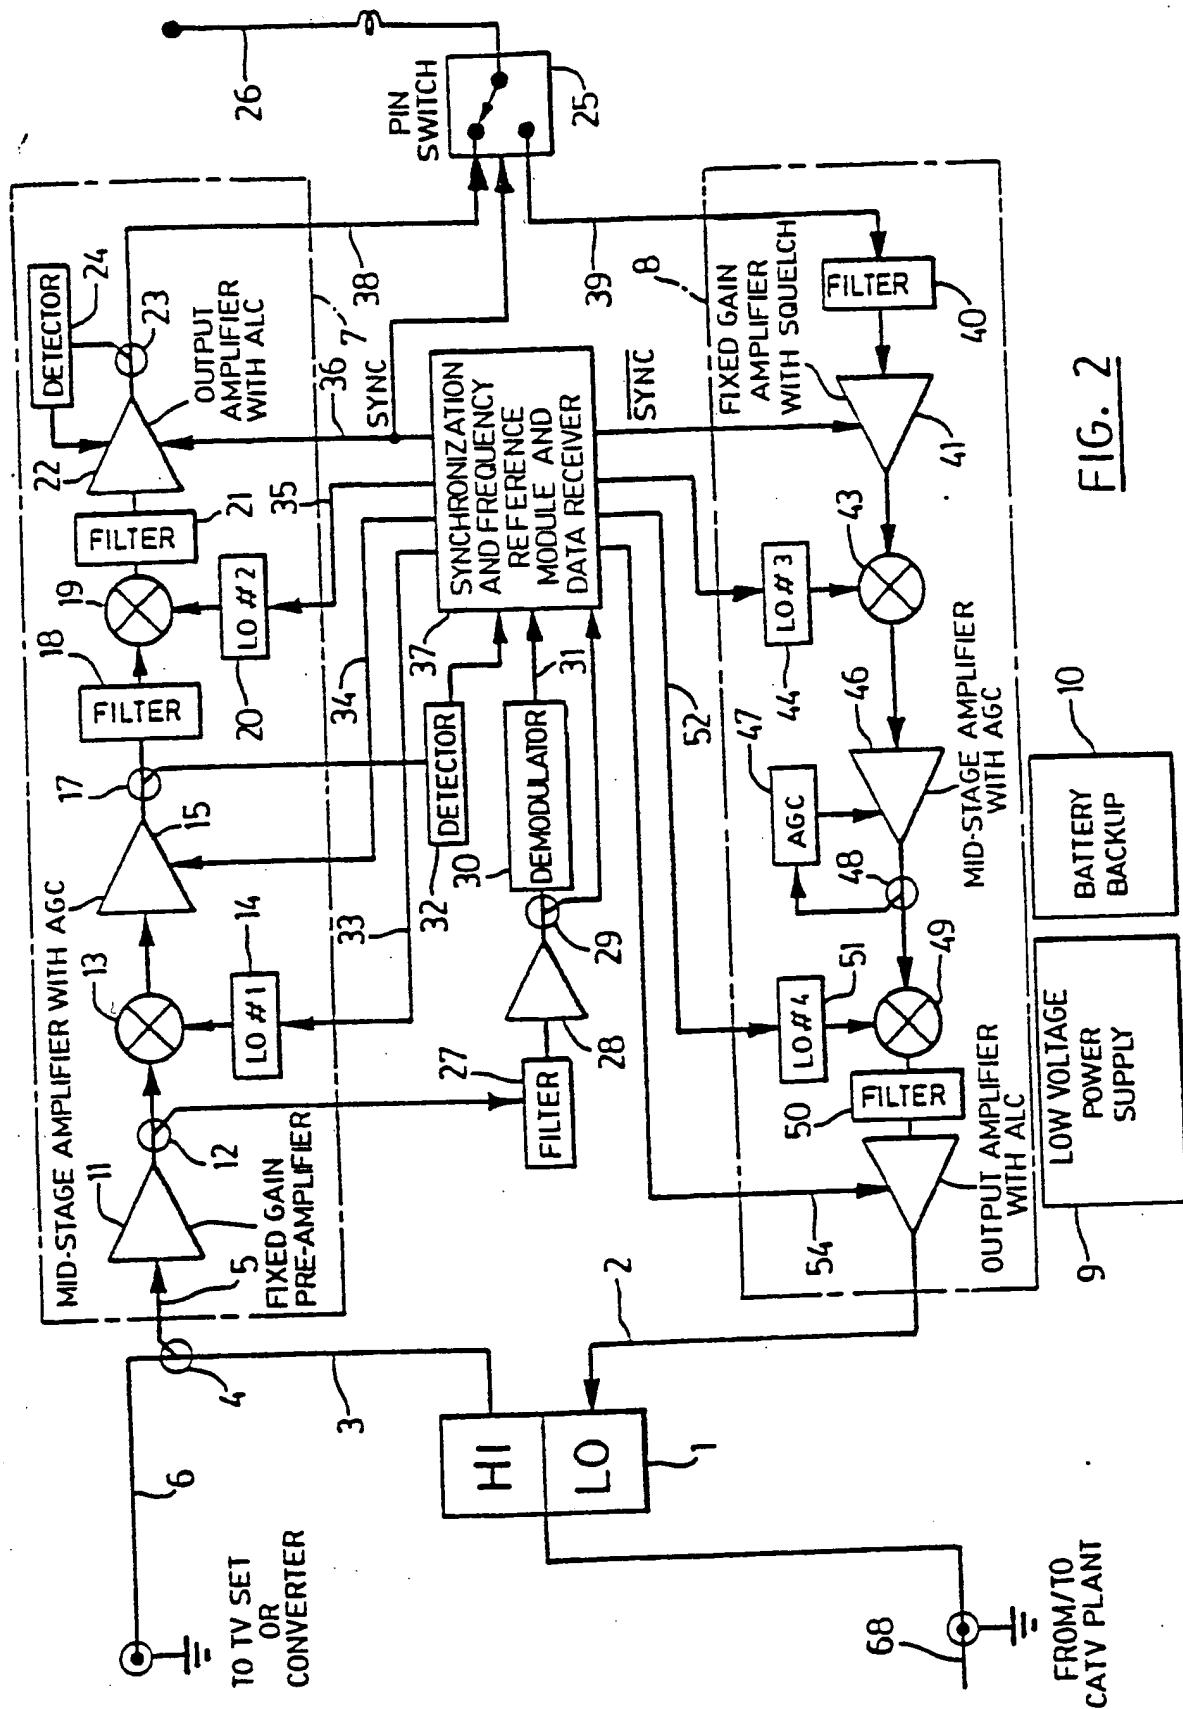 26
PIN
SWITCH
25
DETECTOR
24
23
OUTPUT
AMPLIFIER
WITH ALC
22
FILTER
21
19
LO #2
20
18
FILTER
17
15
MID-STAGE AMPLIFIER WITH AGC
13
14
LO #1
12
11
FIXED GAIN
PRE-AMPLIFIER
5
4
3
6
TO TV SET
OR
CONVERTER
7
38
36
SYNC
35
34
33
37
SYNCHRONIZATION
AND FREQUENCY
REFERENCE
MODULE AND
DATA RECEIVER
SYNC
DETECTOR
32
31
DEMODULATOR
30
29
28
27
FILTER
HI
LO
1
2
68
FROM/TO
CATV PLANT
39
8
FIXED GAIN
AMPLIFIER
WITH SQUELCH
FILTER
40
41
43
LO #3
44
52
46
47
AGC
48
MID-STAGE AMPLIFIER
WITH AGC
49
51
LO #4
50
FILTER
OUTPUT AMPLIFIER
WITH ALC
54
10
BATTERY
BACKUP
LOW VOLTAGE
POWER
SUPPLY
9
FIG. 2